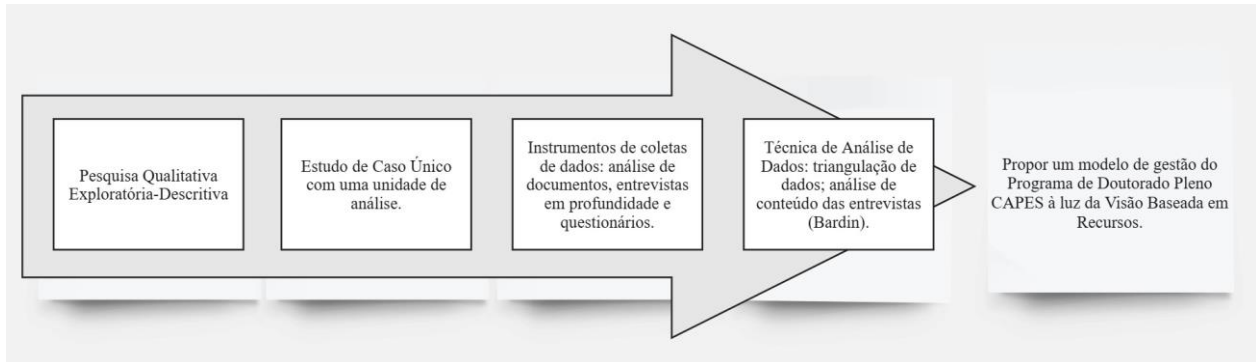 Pesquisa Qualitativa
Exploratória-Descritiva
Estudo de Caso Único
com uma unidade de
análise.
Instrumentos de coletas
de dados: análise de
documentos, entrevistas
em profundidade e
questionários.
Técnica de Análise de
Dados: triangulação de
dados; análise de
conteúdo das entrevistas
(Bardin).
Propor um modelo de gestão do
Programa de Doutorado Pleno
CAPES à luz da Visão Baseada em
Recursos.